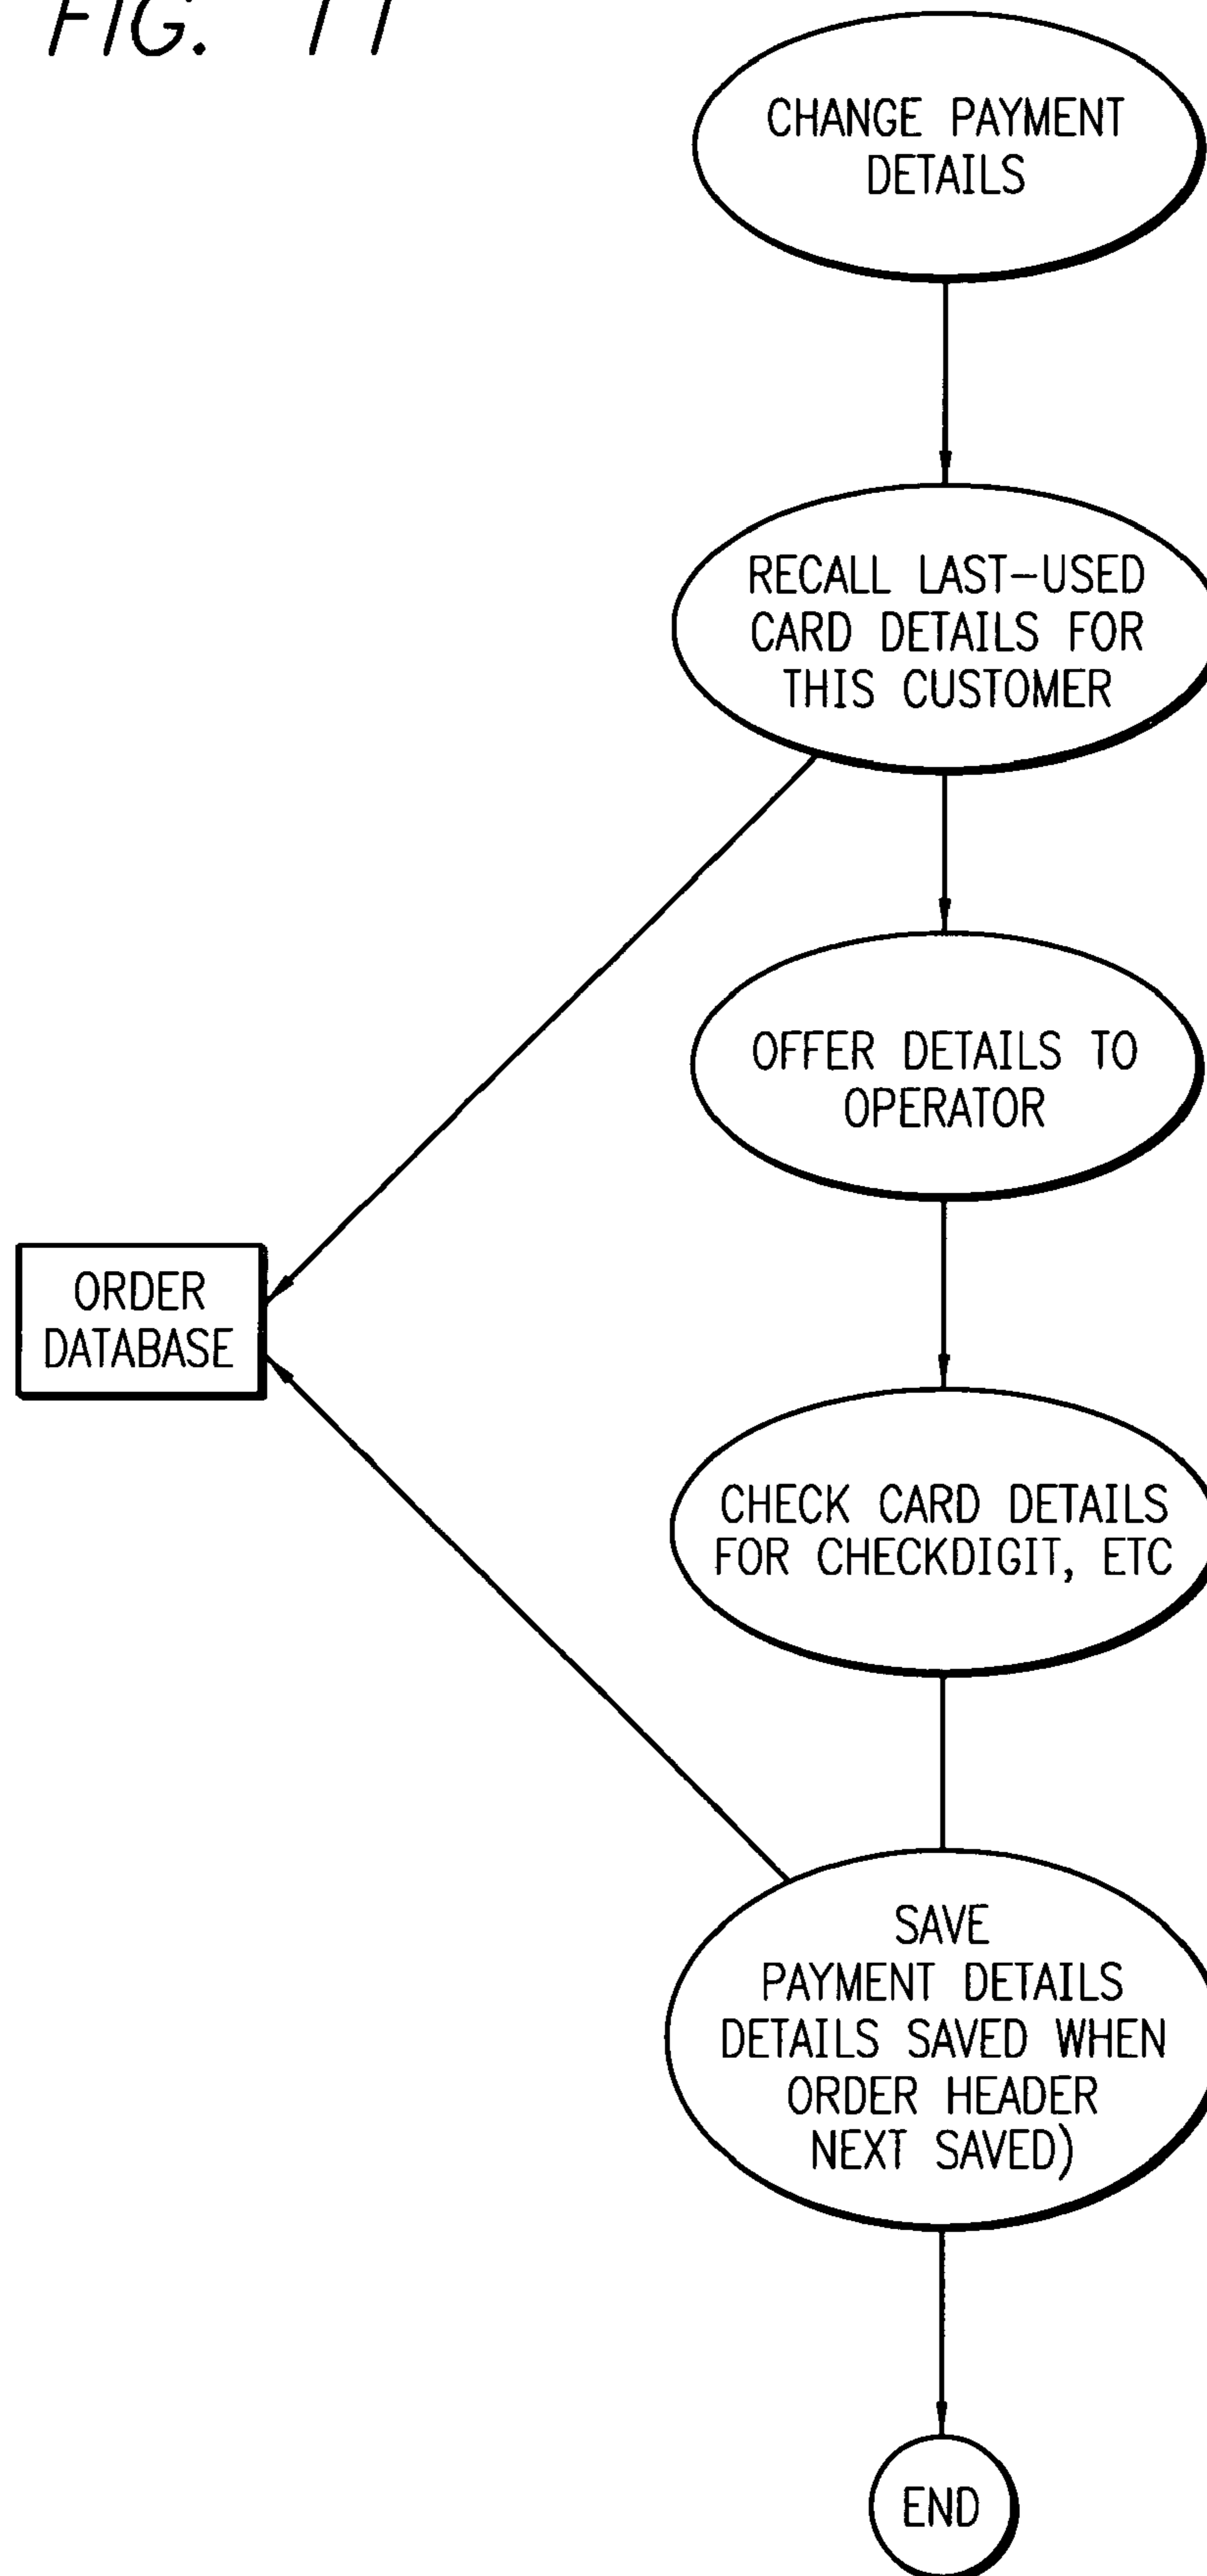 FIG. 11
CHANGE PAYMENT
DETAILS
RECALL LAST-USED
CARD DETAILS FOR
THIS CUSTOMER
OFFER DETAILS TO
OPERATOR
ORDER
DATABASE
CHECK CARD DETAILS
FOR CHECKDIGIT, ETC
SAVE
PAYMENT DETAILS
DETAILS SAVED WHEN
ORDER HEADER
NEXT SAVED)
END